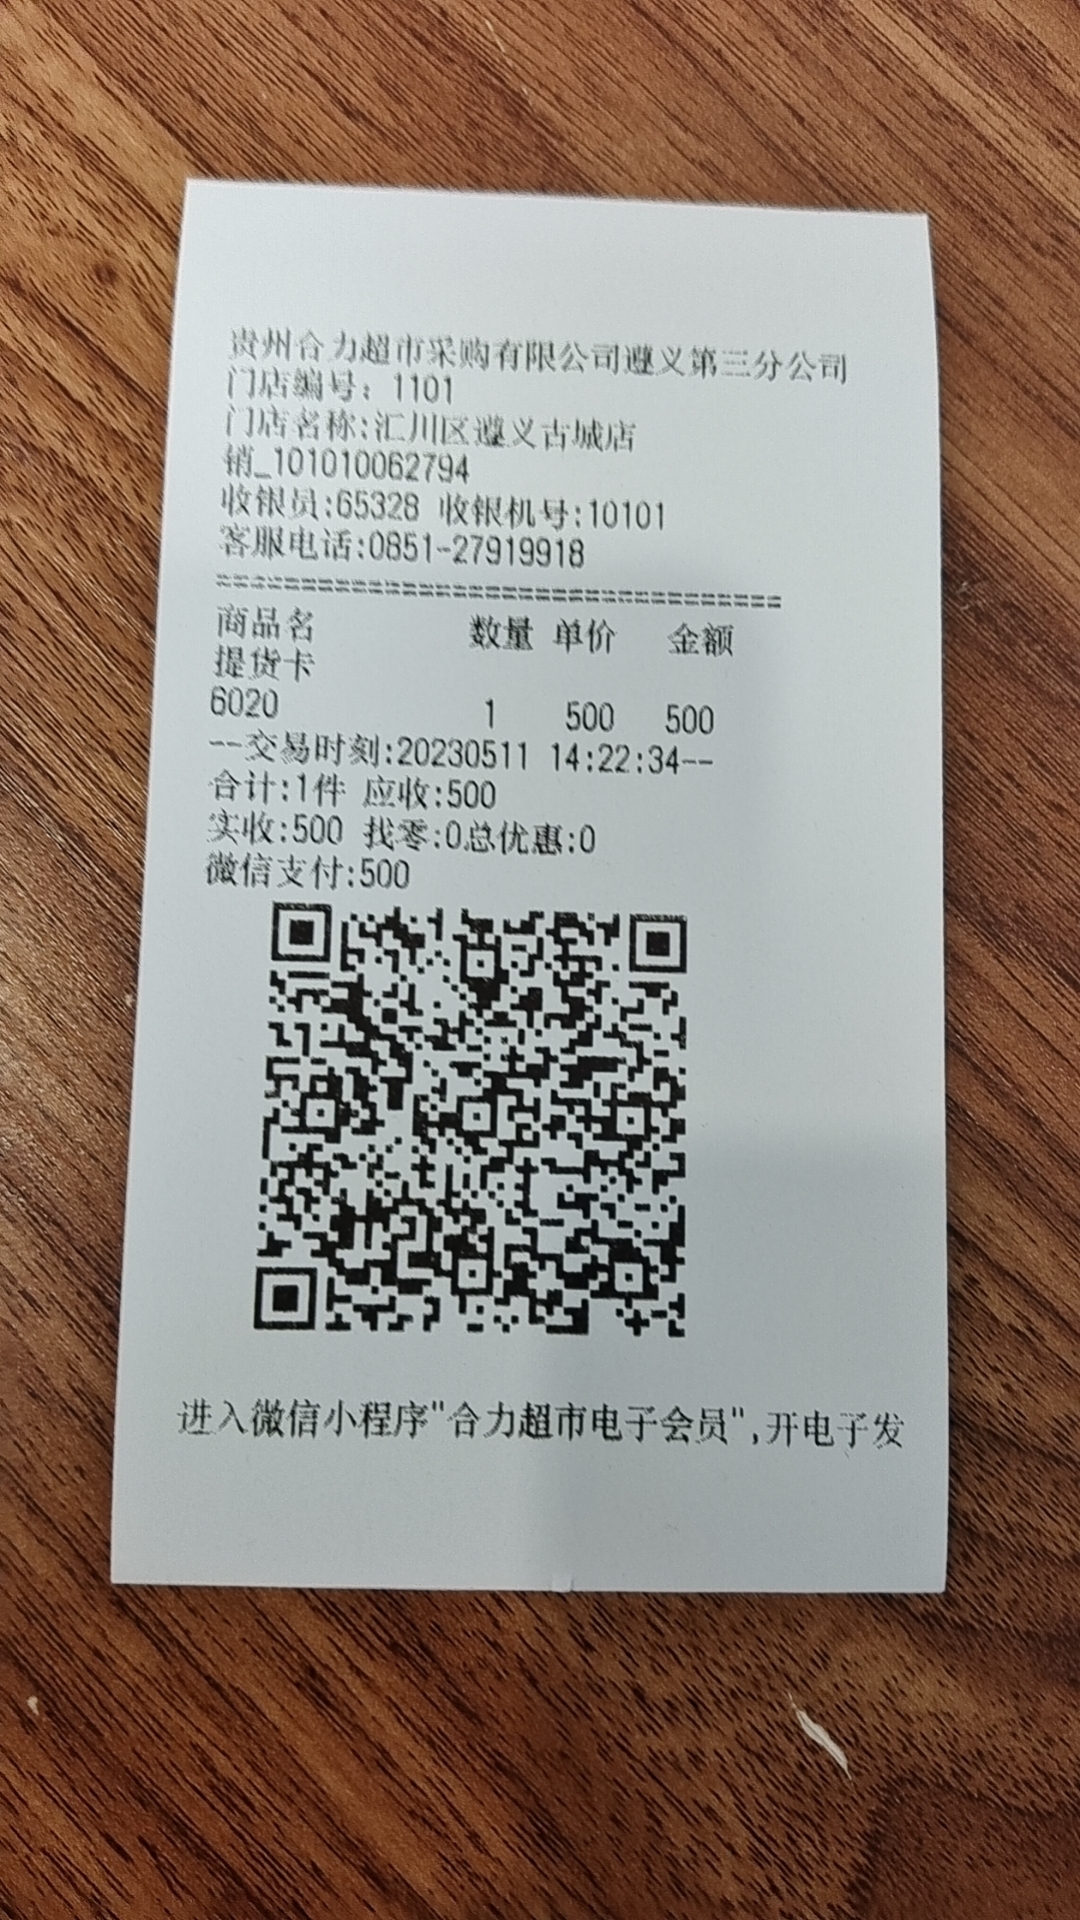 贵州合力超市采购有限公司遵义第三分公司
门店编号：1101
门店名称:汇川区遵义古城店
销_101010062794
收银员:65328 收银机号:10101
客服电话:0851-27919918
===================================
商品名 数量 单价 金额
提货卡
6020 1 500 500
--交易时刻:20230511 14:22:34--
合计:1件 应收:500
实收:500 找零:0总优惠:0
微信支付:500
进入微信小程序"合力超市电子会员",开电子发